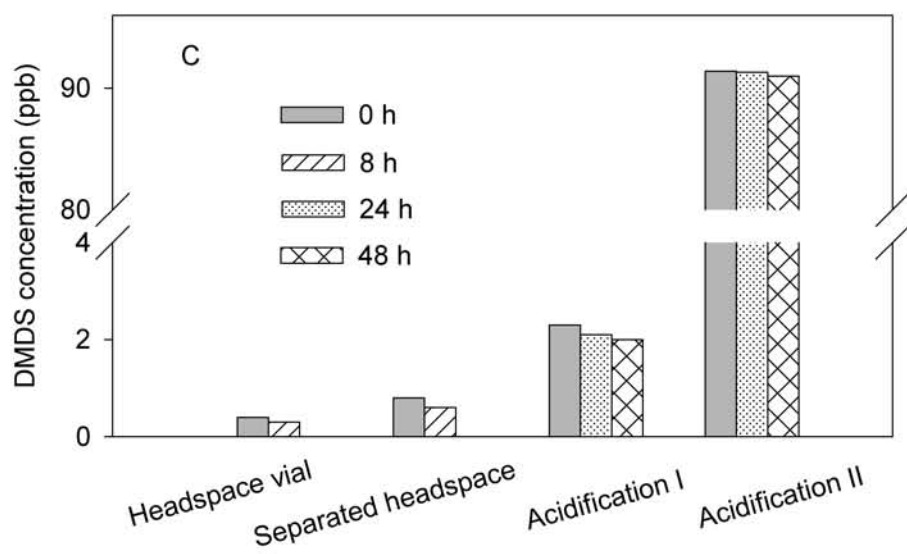 C
DMDS concentration (ppb)
90
80
4
2
0
0 h
8 h
24 h
48 h
Headspace vial
Separated headspace
Acidification I
Acidification II